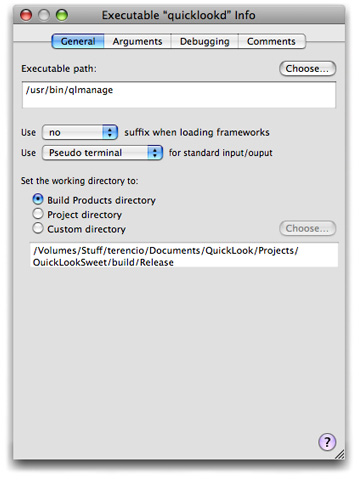 Executable “quicklookd” Info
General Arguments Debugging Comments
Executable path: Choose...
/usr/bin/qlmanage
Use no suffix when loading frameworks
Use Pseudo terminal for standard input/ouput
Set the working directory to:
Build Products directory
Project directory
Custom directory Choose...
/Volumes/Stuff/terencio/Documents/QuickLook/Projects/
QuickLookSweet/build/Release
?